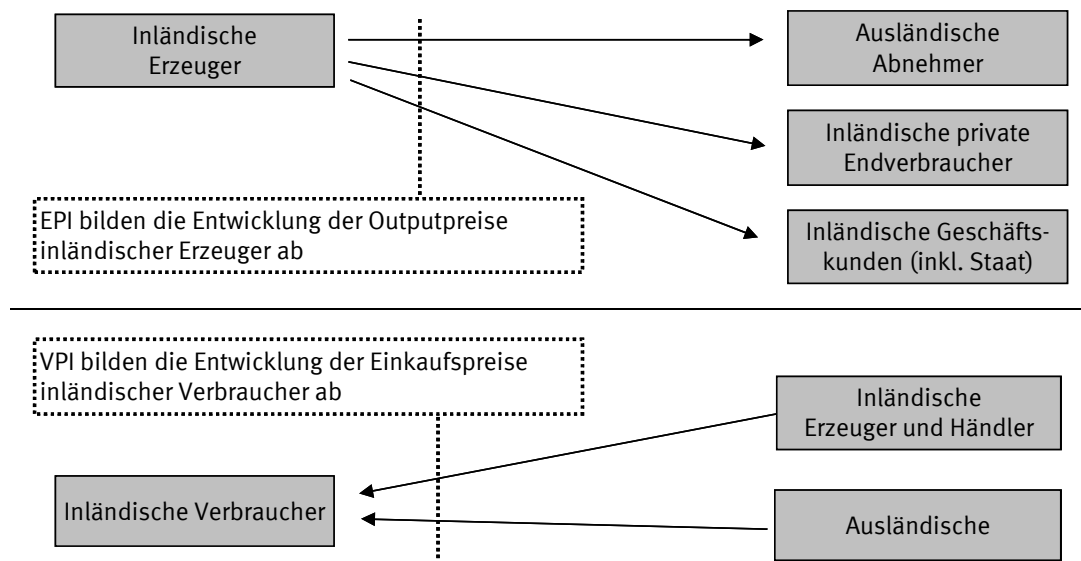 Inländische
Erzeuger
Ausländische
Abnehmer
Inländische private
Endverbraucher
EPI bilden die Entwicklung der Outputpreise
inländischer Erzeuger ab
Inländische Geschäfts-
kunden (inkl. Staat)
VPI bilden die Entwicklung der Einkaufspreise
inländischer Verbraucher ab
Inländische
Erzeuger und Händler
Inländische Verbraucher
Ausländische